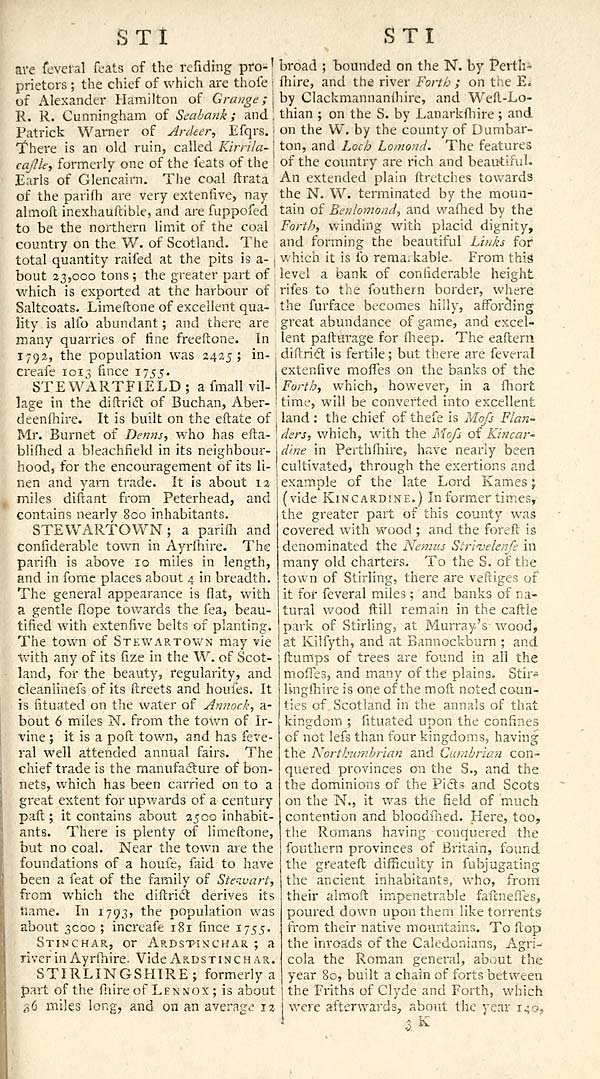 STI
are ſeveral ſeats of the reſiding pro-
prietors; the chief of which are thoſe
of Alexander Hamilton of Grange;
R. R. Cunningham of Seabank; and
Patrick Warner of Ardeer, Eſqrs.
There is an old ruin, called Kirrila-
caſtle, formerly one of the ſeats of the
Earls of Glencairn. The coal ſtrata
of the pariſh are very extenſive, nay
almoſt inexhauſtible, and are ſuppoſed
to be the northern limit of the coal
country on the W. of Scotland. The
total quantity raiſed at the pits is a-
bout 23,000 tons; the greater part of
which is exported at the harbour of
Saltcoats. Limeſtone of excellent qua-
lity is alſo abundant; and there are
many quarries of fine freeſtone. In
1792, the population was 2425; in-
creaſe 1013 ſince 1755.
STEWARTFIELD; a ſmall vil-
lage in the diſtrict of Buchan, Aber-
deenſhire. It is built on the eſtate of
Mr. Burnet of Denns, who has eſta-
bliſhed a bleachfield in its neighbour-
hood, for the encouragement of its li-
nen and yarn trade. It is about 12
miles diſtant from Peterhead, and
contains nearly 800 inhabitants.
STEWARTOWN; a pariſh and
conſiderable town in Ayrſhire. The
pariſh is above 10 miles in length,
and in ſome places about 4 in breadth.
The general appearance is flat, with
a gentle ſlope towards the ſea, beau-
tified with extenſive belts of planting.
The town of STEWARTOWN may vie
with any of its ſize in the W. of Scot-
land, for the beauty, regularity, and
cleanlineſs of its ſtreets and houſes. It
is ſituated on the water of Annock, a-
bout 6 miles N. from the town of Ir-
vine; it is a poſt town, and has ſeve-
ral well attended annual fairs. The
chief trade is the manufacture of bon-
nets, which has been carried on to a
great extent for upwards of a century
paſt; it contains about 2500 inhabit-
ants. There is plenty of limeſtone,
but no coal. Near the town are the
foundations of a houſe, ſaid to have
been a ſeat of the family of Stewart,
from which the diſtrict derives its
name. In 1793, the population was
about 3000; increaſe 181 ſince 1755.
STINCHAR, or ARDSTINCHAR; a
river in Ayrſhire. Vide ARDSTINCHAR.
STIRLINGSHIRE; formerly a
part of the ſhire of LENNOX; is about
36 miles long, and on an average 12
STI
broad; bounded on the N. by Perth-
ſhire, and the river Forth; on the E.
by Clackmannanſhire, and Weſt-Lo-
thian; on the S. by Lanarkſhire; and
on the W. by the county of Dumbar-
ton, and Loch Lomond. The features
of the country are rich and beautiful.
An extended plain ſtretches towards
the N. W. terminated by the moun-
tain of Benlomond, and waſhed by the
Forth, winding with placid dignity,
and forming the beautiful Links for
which it is ſo remarkable. From this
level a bank of conſiderable height
riſes to the ſouthern border, where
the ſurface becomes hilly, affording
great abundance of game, and excel-
lent paſturage for ſheep. The eaſtern
diſtrict is fertile; but there are ſeveral
extenſive moſſes on the banks of the
Forth, which, however, in a ſhort
time, will be converted into excellent
land: the chief of theſe is Moſs Flan-
ders, which, with the Moſs of Kincar-
dine in Perthſhire, have nearly been
cultivated, through the exertions and
example of the late Lord Kames;
(vide KINCARDINE.) In former times,
the greater part of this county was
covered with wood; and the foreſt is
denominated the Nemus Strivelenſe in
many old charters. To the S. of the
town of Stirling, there are veſtiges of
it for ſeveral miles; and banks of na-
tural wood ſtill remain in the caſtle
park of Stirling, at Murray's wood,
at Kilſyth, and at Bannockburn; and
ſtumps of trees are found in all the
moſſes, and many of the plains. Stir-
lingſhire is one of the moſt noted coun-
ties of Scotland in the annals of that
kingdom; ſituated upon the confines
of not leſs than four kingdoms, having
the Northumbrian and Cumbrian con-
quered provinces on the S., and the
the dominions of the Picts and Scots
on the N., it was the field of much
contention and bloodſhed. Here, too,
the Romans having conquered the
ſouthern provinces of Britain, found
the greateſt difficulty in ſubjugating
the ancient inhabitants, who, from
their almoſt impenetrable faſtneſſes,
poured down upon them like torrents
from their native mountains. To ſtop
the inroads of the Caledonians, Agri-
cola the Roman general, about the
year 80, built a chain of forts between
the Friths of Clyde and Forth, which
were afterwards, about the year 140,
3 K